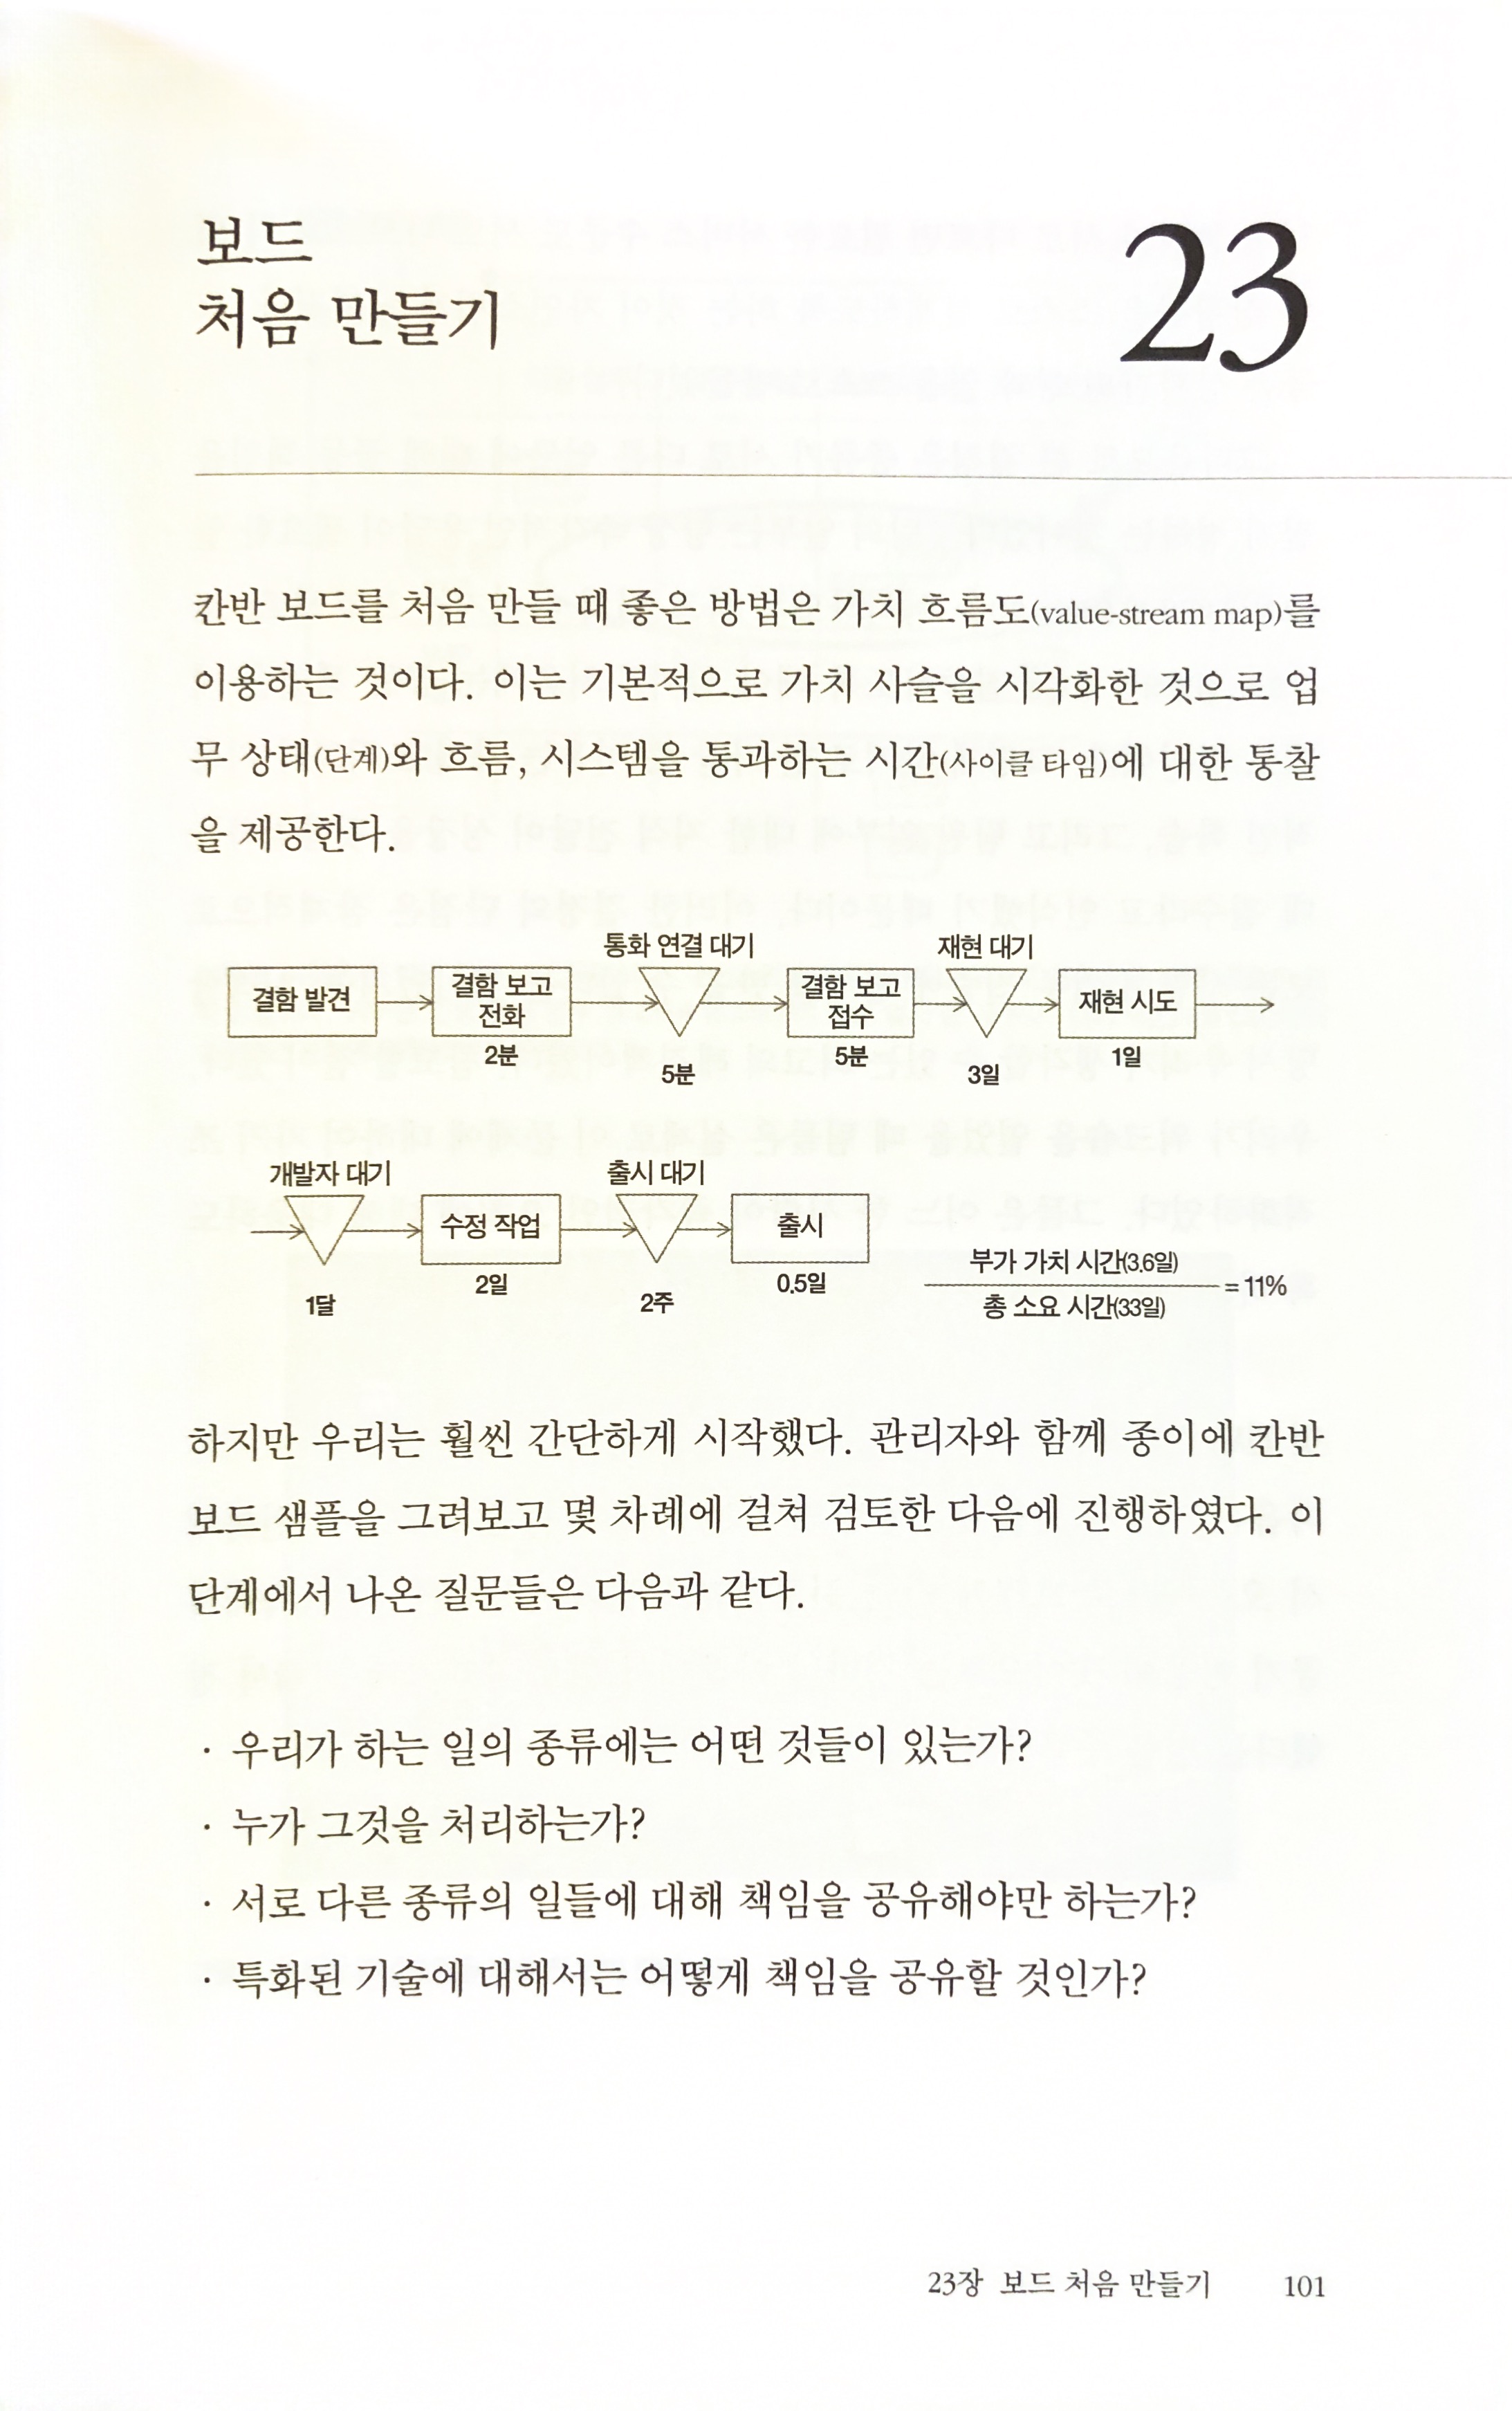 보드
처음 만들기
23
칸반 보드를 처음 만들 때 좋은 방법은 가치 흐름도(value-stream map)를
이용하는 것이다. 이는 기본적으로 가치 사슬을 시각화한 것으로 업
무 상태(단계)와 흐름, 시스템을 통과하는 시간(사이클 타임)에 대한 통찰
을 제공한다.
통화 연결 대기
재현 대기
결함 발견
결함 보고
전화
결함 보고
접수
재현 시도
2분
5분
5분
3일
1일
개발자 대기
출시 대기
수정 작업
출시
1달
2일
2주
0.5일
부가 가치 시간(3.6일)
총 소요 시간(33일)
= 11%
하지만 우리는 훨씬 간단하게 시작했다. 관리자와 함께 종이에 칸반
보드 샘플을 그려보고 몇 차례에 걸쳐 검토한 다음에 진행하였다. 이
단계에서 나온 질문들은 다음과 같다.
· 우리가 하는 일의 종류에는 어떤 것들이 있는가?
· 누가 그것을 처리하는가?
· 서로 다른 종류의 일들에 대해 책임을 공유해야만 하는가?
· 특화된 기술에 대해서는 어떻게 책임을 공유할 것인가?
23장 보드 처음 만들기 101